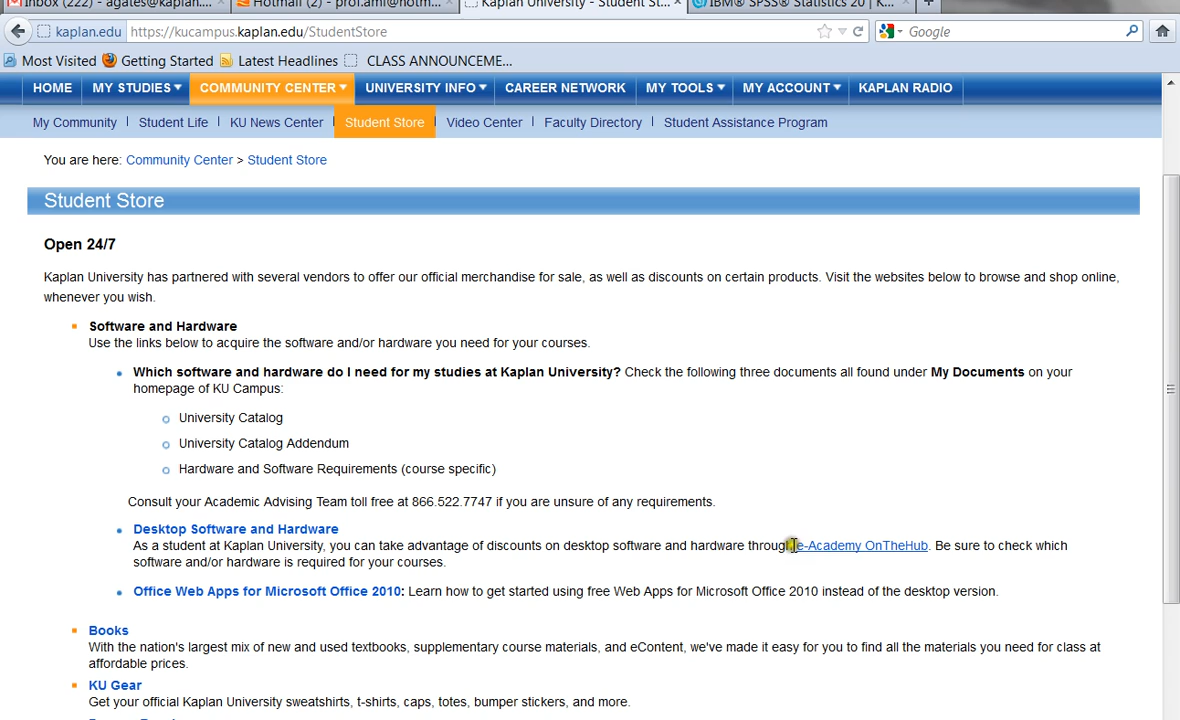 Inbox (222) - agates@kaplan....
Hotmail (2) - prof.ami@hotm...
Kaplan University - Student St...
IBM® SPSS® Statistics 20 | K...
kaplan.edu
https://kucampus.kaplan.edu/StudentStore
Google
Most Visited
Getting Started
Latest Headlines
CLASS ANNOUNCEME...
HOME
MY STUDIES
COMMUNITY CENTER
UNIVERSITY INFO
CAREER NETWORK
MY TOOLS
MY ACCOUNT
KAPLAN RADIO
My Community
Student Life
KU News Center
Student Store
Video Center
Faculty Directory
Student Assistance Program
You are here: Community Center > Student Store
Student Store
Open 24/7
Kaplan University has partnered with several vendors to offer our official merchandise for sale, as well as discounts on certain products. Visit the websites below to browse and shop online,
whenever you wish.
Software and Hardware
Use the links below to acquire the software and/or hardware you need for your courses.
Which software and hardware do I need for my studies at Kaplan University? Check the following three documents all found under My Documents on your
homepage of KU Campus:
University Catalog
University Catalog Addendum
Hardware and Software Requirements (course specific)
Consult your Academic Advising Team toll free at 866.522.7747 if you are unsure of any requirements.
Desktop Software and Hardware
As a student at Kaplan University, you can take advantage of discounts on desktop software and hardware through e-Academy OnTheHub. Be sure to check which
software and/or hardware is required for your courses.
Office Web Apps for Microsoft Office 2010: Learn how to get started using free Web Apps for Microsoft Office 2010 instead of the desktop version.
Books
With the nation's largest mix of new and used textbooks, supplementary course materials, and eContent, we've made it easy for you to find all the materials you need for class at
affordable prices.
KU Gear
Get your official Kaplan University sweatshirts, t-shirts, caps, totes, bumper stickers, and more.